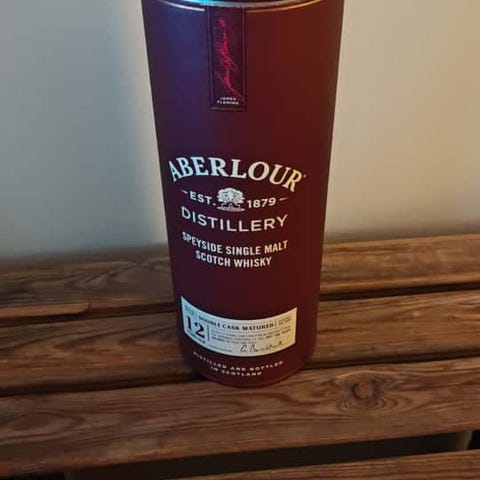 JAMES
FLEMING
ABERLOUR
EST. 1879
DISTILLERY
SPEYSIDE SINGLE MALT
SCOTCH WHISKY
12
DOUBLE CASK MATURED
DISTILLED AND BOTTLED
IN SCOTLAND